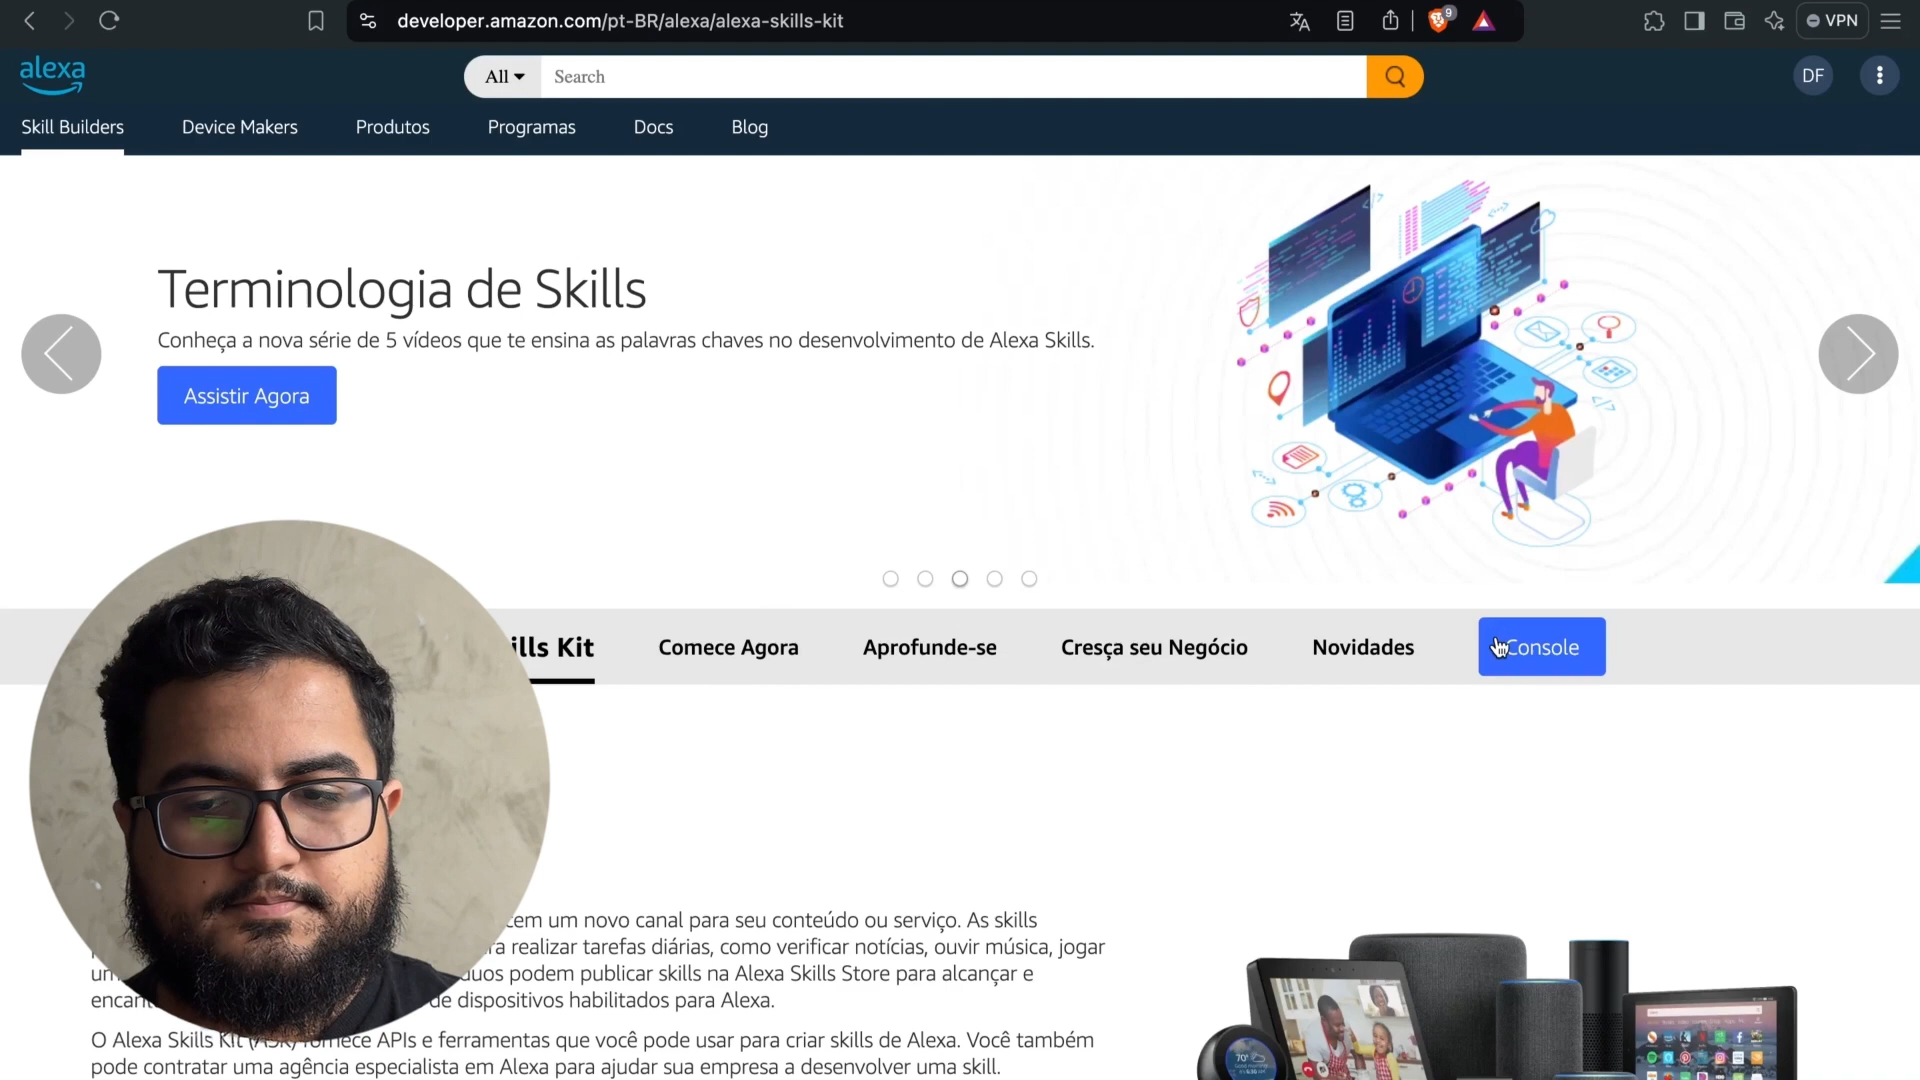 developer.amazon.com/pt-BR/alexa/alexa-skills-kit
9
VPN
alexa
All
Search
DF
Skill Builders
Device Makers
Produtos
Programas
Docs
Blog
Terminologia de Skills
Conheça a nova série de 5 vídeos que te ensina as palavras chaves no desenvolvimento de Alexa Skills.
Assistir Agora
Kit
Comece Agora
Aprofunde-se
Cresça seu Negócio
Novidades
Console
um novo canal para seu conteúdo ou serviço. As skills
realizar tarefas diárias, como verificar notícias, ouvir música, jogar
podem publicar skills na Alexa Skills Store para alcançar e
de dispositivos habilitados para Alexa.
O Alexa Skills Kit (ASK) fornece APIs e ferramentas que você pode usar para criar skills de Alexa. Você também
pode contratar uma agência especialista em Alexa para ajudar sua empresa a desenvolver uma skill.
70°